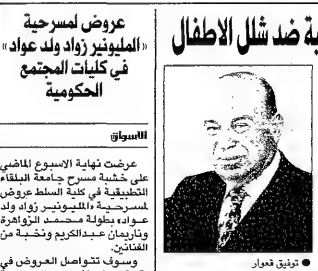 ية ضد شلل الاطفال
عروض لمسرحية
«المليونير زواد ولد عواد»
في كليات المجتمع
الحكومية
الاسواق
عرضت نهاية الاسبوع الماضي
على خشبة مسرح جامعة البلقاء
التطبيقية في كلية السلط عروض
لمسرحية «المليونير زواد ولد
عواد» بطولة محمد الزواهرة
وناريمان عبدالكريم ونخبة من
الفنانين.
وسوف تتواصل العروض في
● توفيق قعوار